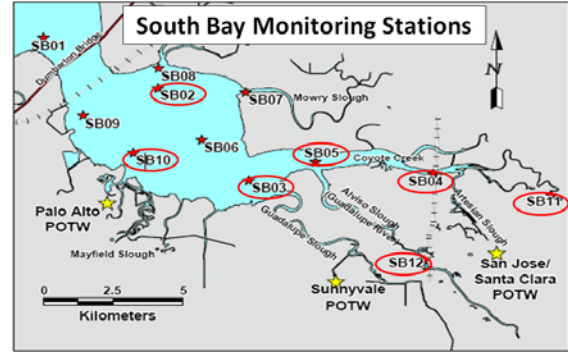 South Bay Monitoring Stations
SB01
Dumbarton Bridge
SB08
SB02
SB07
Mowry Slough
N
SB09
SB06
SB05
Coyote Creek
SB10
SB03
SB04
SB11
Artesian Slough
Alviso Slough
(Guadalupe River)
Guadalupe Slough
Palo Alto
POTW
Mayfield Slough
SB12
San Jose/
Santa Clara
POTW
Sunnyvale
POTW
0 2.5 5
Kilometers